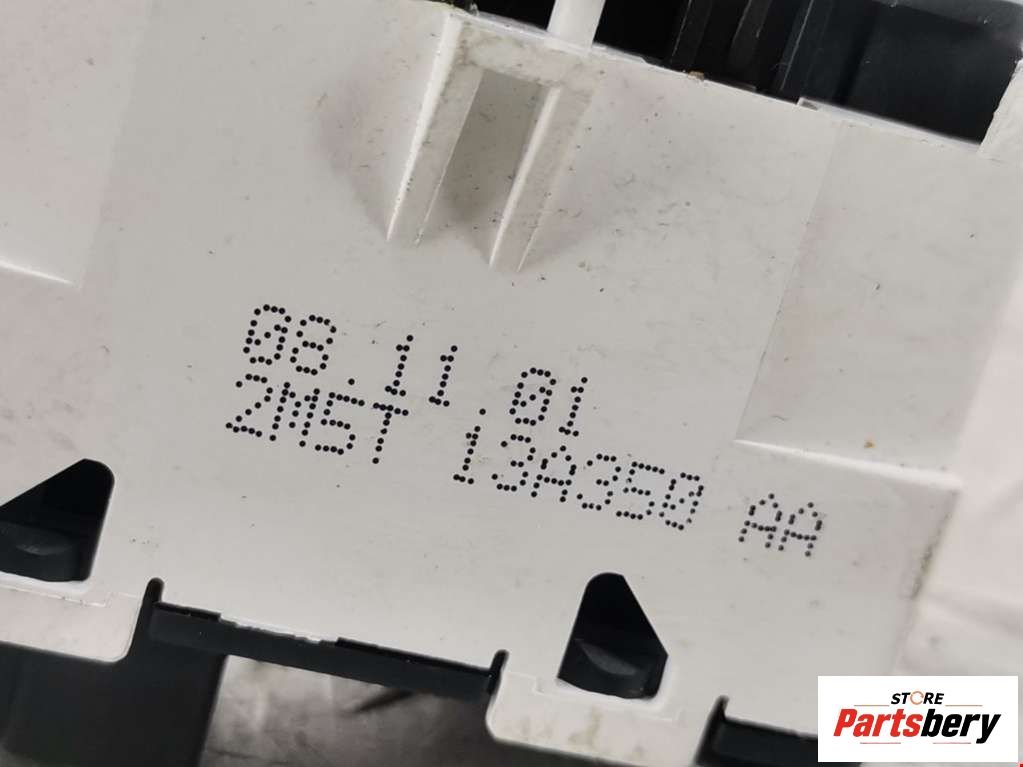 08.11.01
2M5T 13A350 AA
STORE
Partsbery